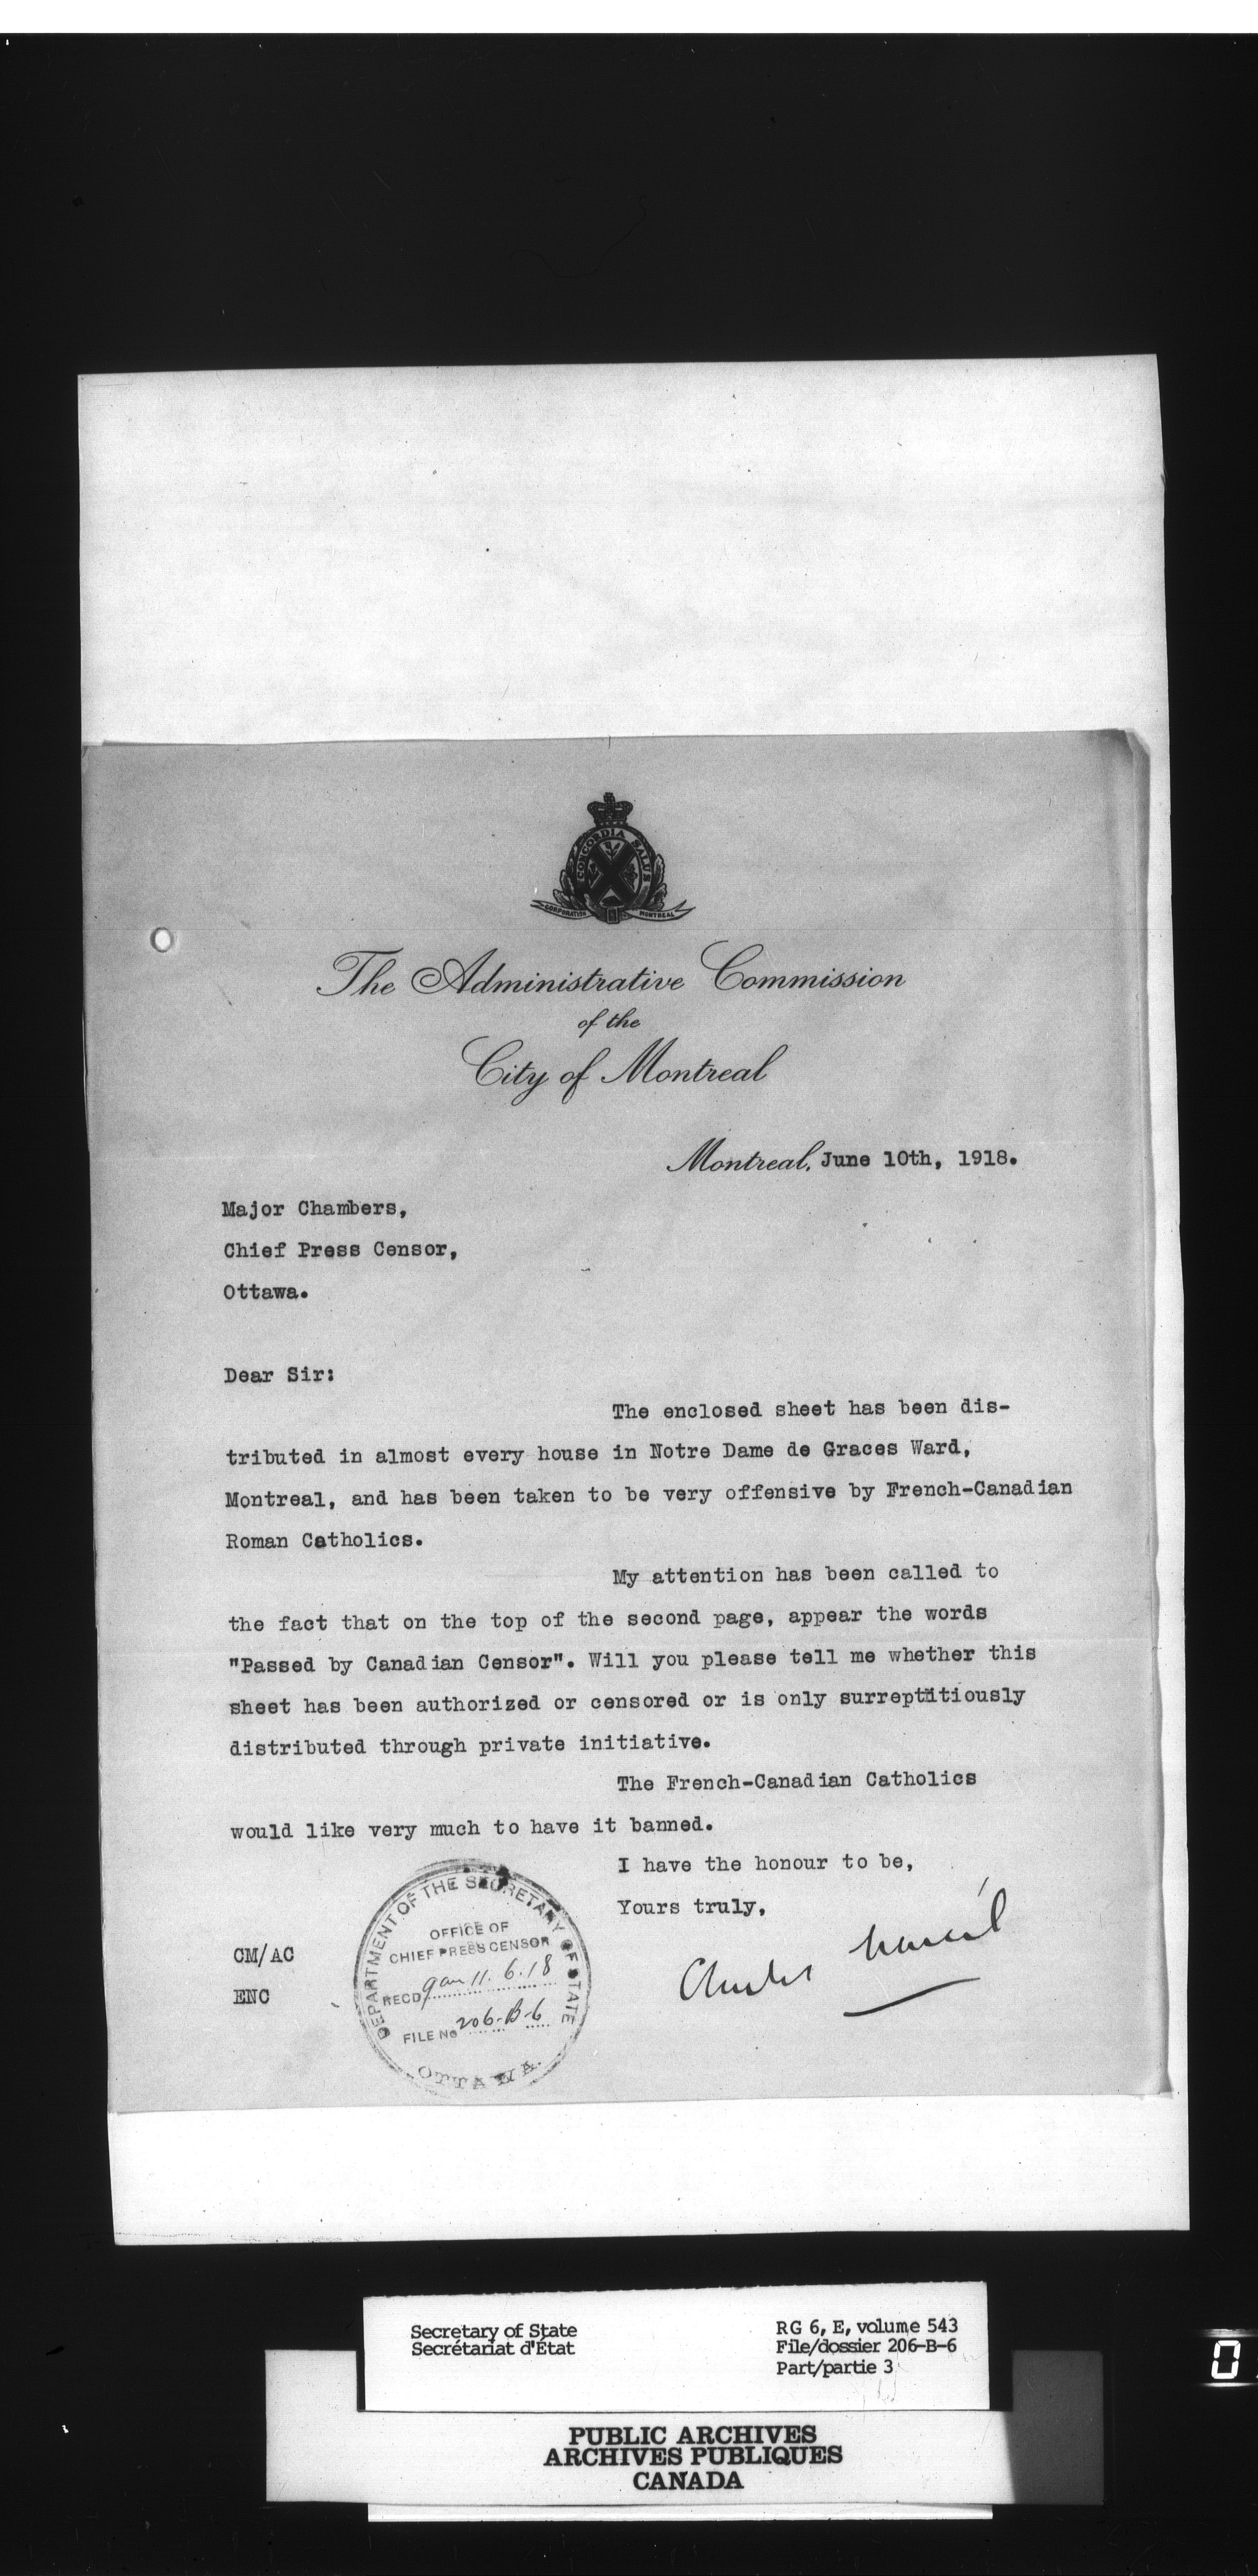 CONCORDIA SALUS
CORPORATION MONTREAL
The Administrative Commission
of the
City of Montreal
Montreal, June 10th, 1918.
Major Chambers,
Chief Press Censor,
Ottawa.
Dear Sir:
The enclosed sheet has been dis-
tributed in almost every house in Notre Dame de Graces Ward,
Montreal, and has been taken to be very offensive by French-Canadian
Roman Catholics.
My attention has been called to
the fact that on the top of the second page, appear the words
"Passed by Canadian Censor". Will you please tell me whether this
sheet has been authorized or censored or is only surreptitiously
distributed through private initiative.
The French-Canadian Catholics
would like very much to have it banned.
I have the honour to be,
Yours truly,
Charles Marcil
CM/AC
ENC
DEPARTMENT OF THE SECRETARY OF STATE
OFFICE OF
CHIEF PRESS CENSOR
RECD 11.6.18
FILE No 206-B-6
OTTAWA
Secretary of State
Secrétariat d'État
RG 6, E, volume 543
File/dossier 206-B-6
Part/partie 3
PUBLIC ARCHIVES
ARCHIVES PUBLIQUES
CANADA
0